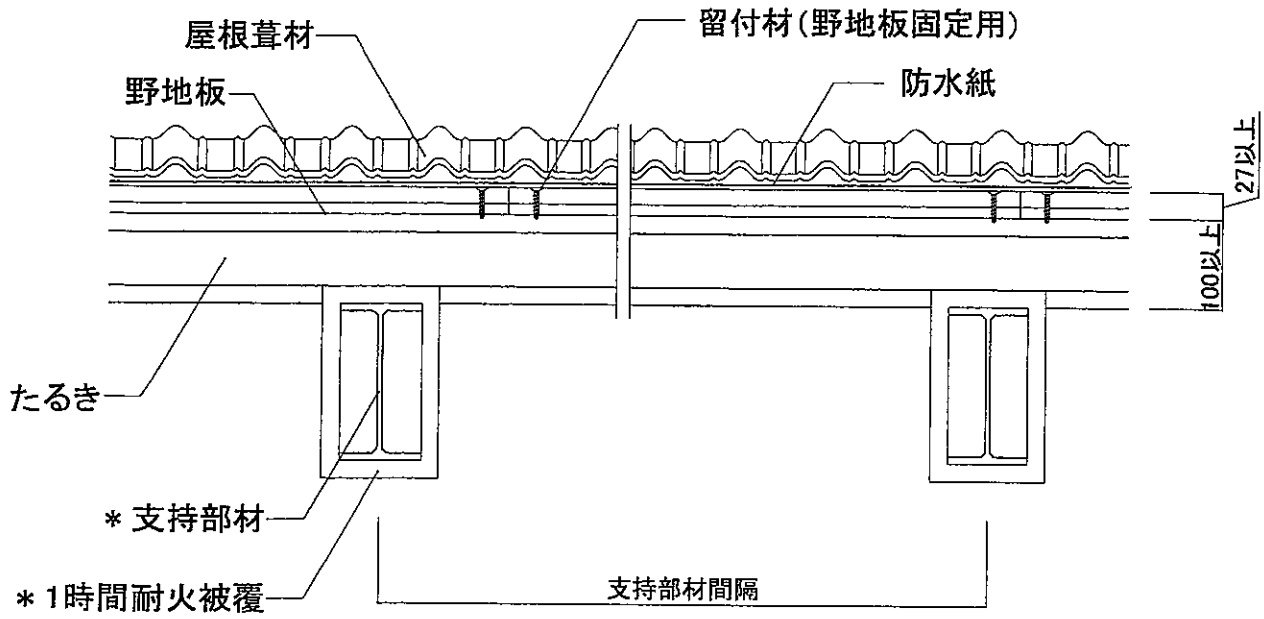 屋根葺材
留付材(野地板固定用)
野地板
防水紙
27以上
100以上
たるき
* 支持部材
* 1時間耐火被覆
支持部材間隔